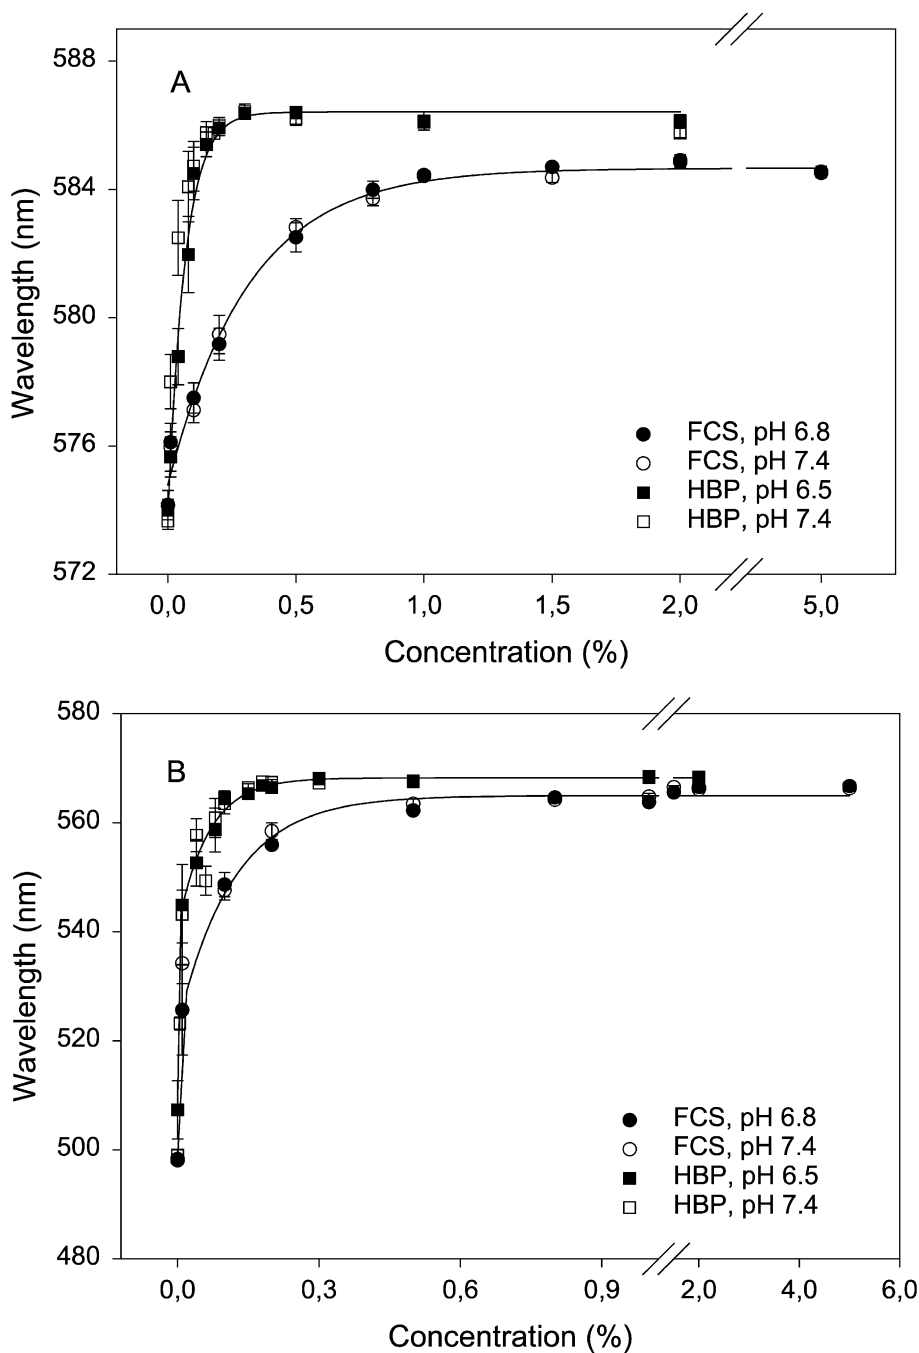 588
A
584
580
576
572
Wavelength (nm)
FCS, pH 6.8
FCS, pH 7.4
HBP, pH 6.5
HBP, pH 7.4
0,0 0,5 1,0 1,5 2,0 5,0
Concentration (%)
580
B
560
540
520
500
480
Wavelength (nm)
FCS, pH 6.8
FCS, pH 7.4
HBP, pH 6.5
HBP, pH 7.4
0,0 0,3 0,6 0,9 2,0 4,0 6,0
Concentration (%)